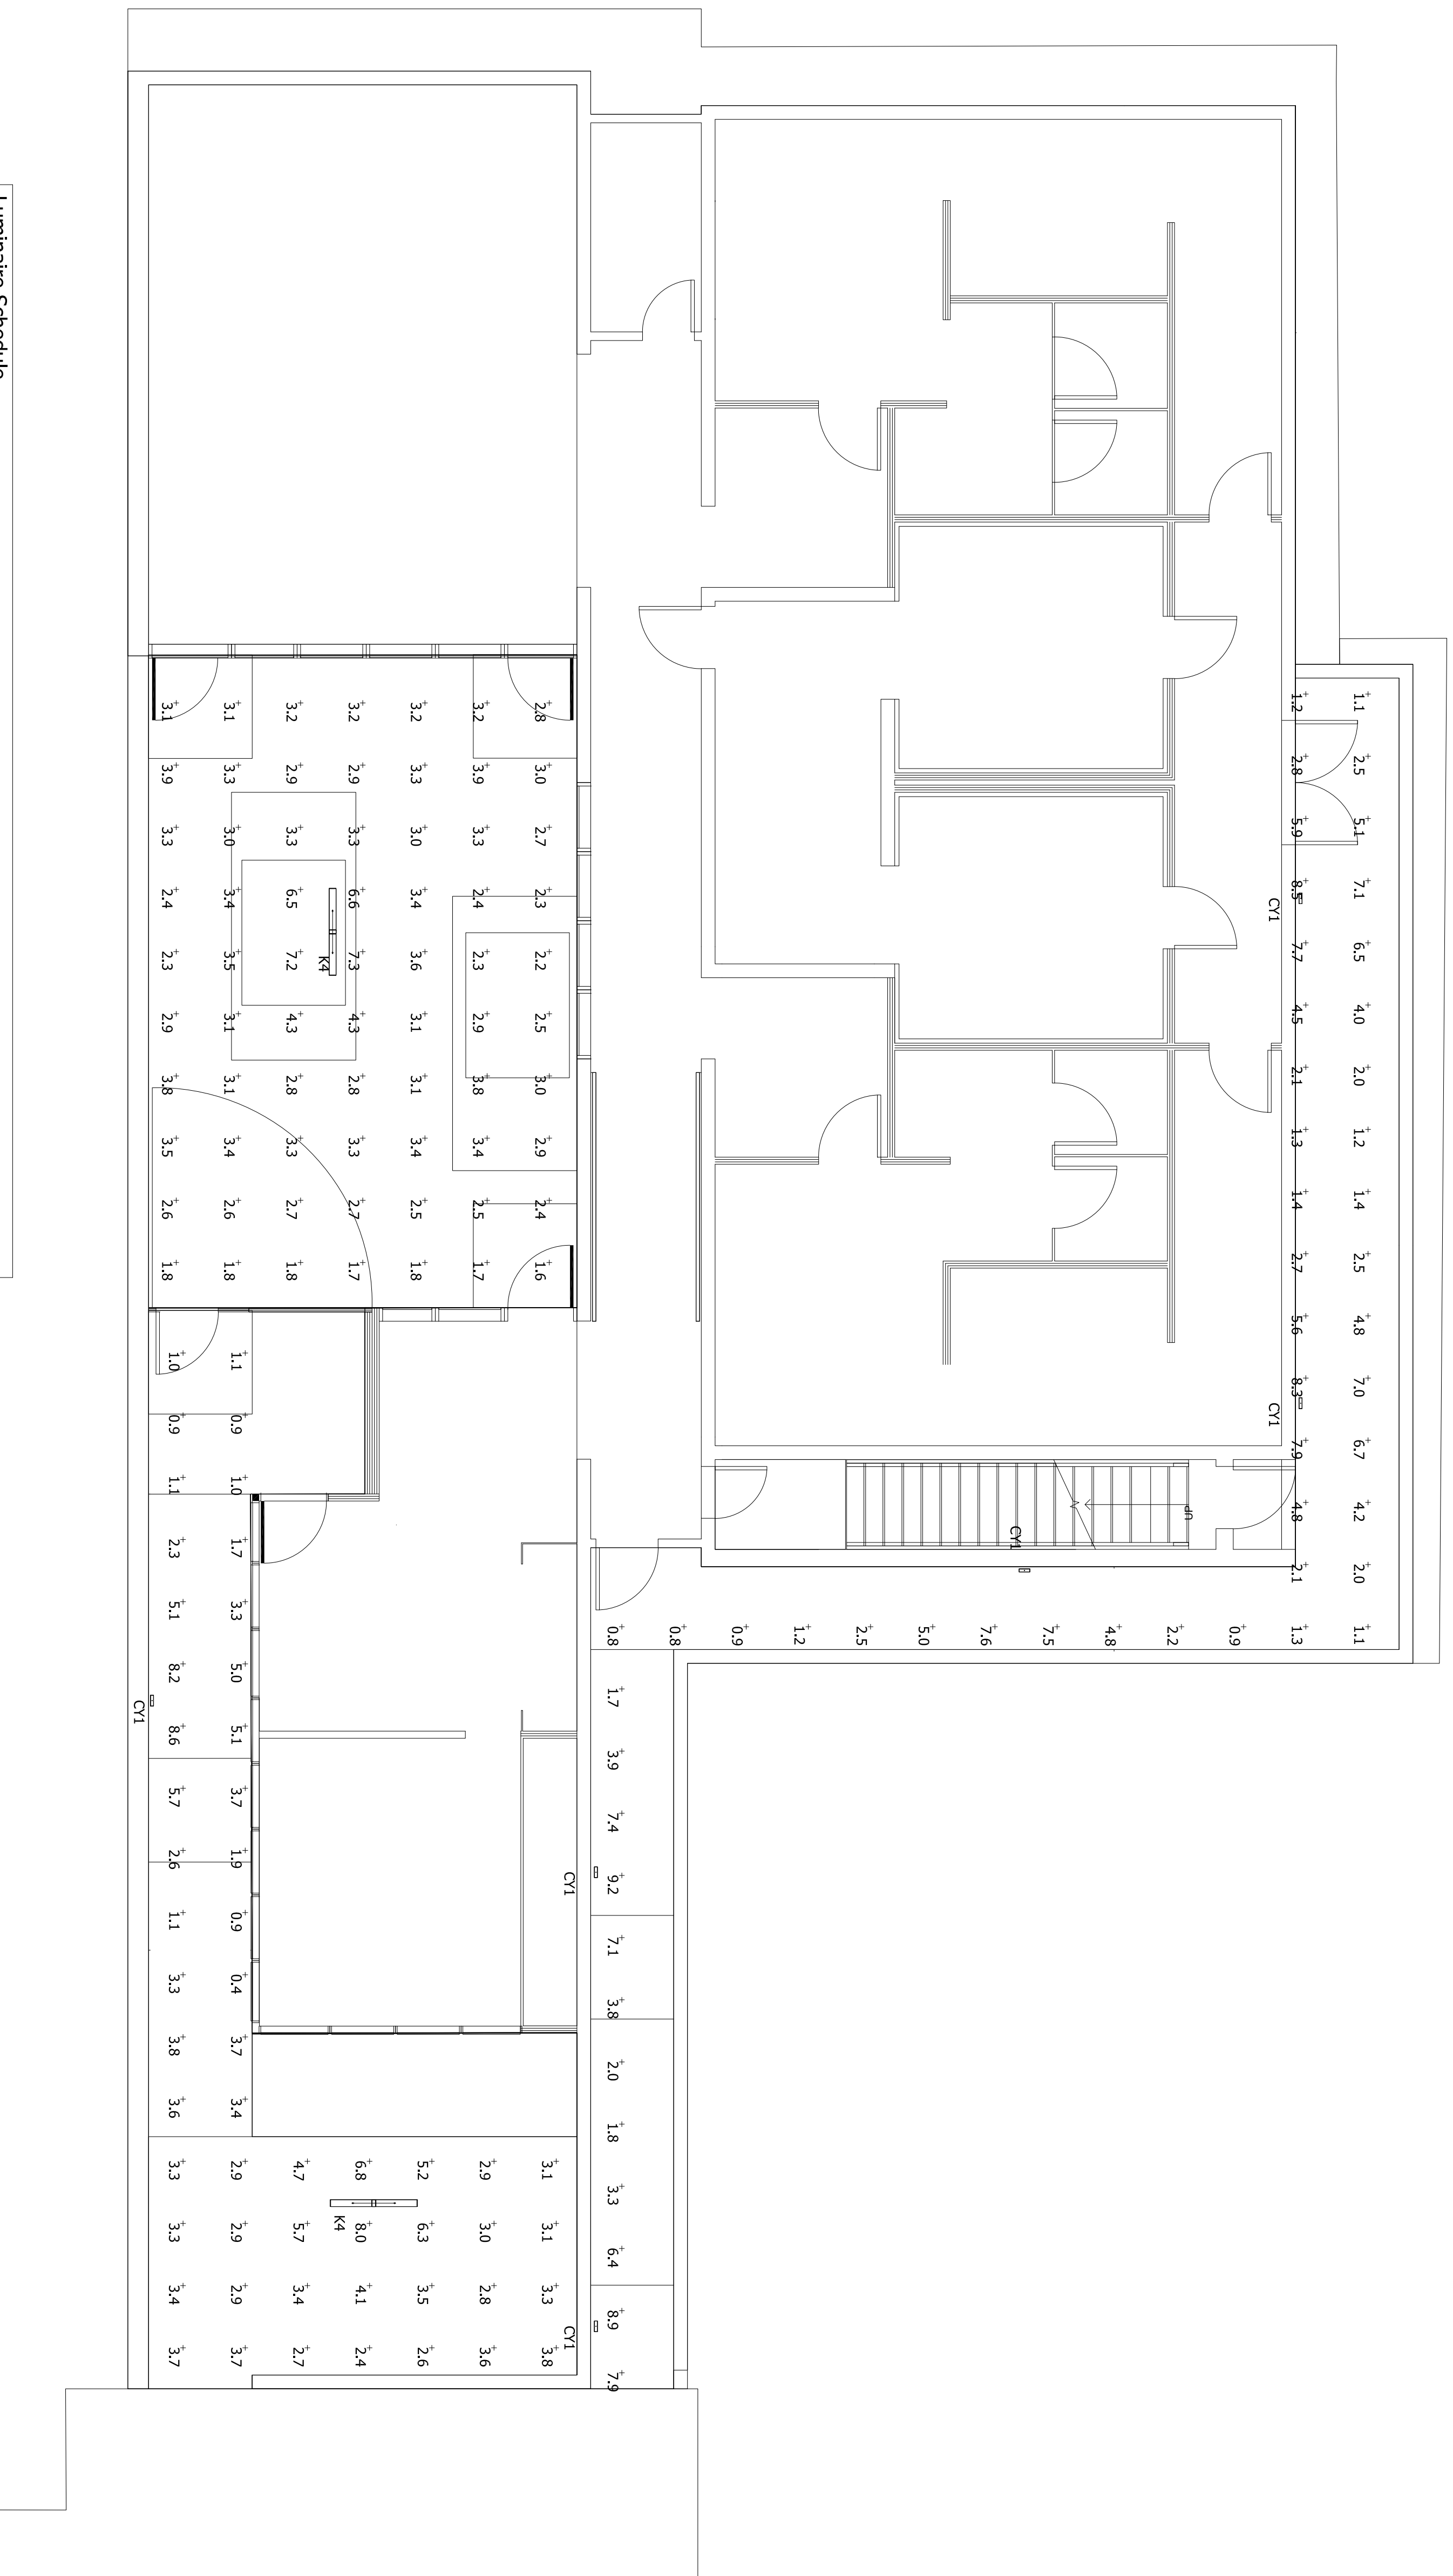 1.1 2.5 5.1 7.1 6.5 4.0 2.0 1.2 1.4 2.5 4.8 7.0 6.7 4.2 2.0 1.1
1.2 2.8 5.9 8.5 7.7 4.5 2.1 1.3 1.4 2.7 5.6 8.3 7.9 4.8 2.1 1.3
CY1 CY1
0.9
UP
2.2
4.8
7.5
CY1
7.6
5.0
2.5
1.2
0.9
0.8
0.8 1.7 3.9 7.4 9.2 7.1 3.8 2.0 1.8 3.3 6.4 8.9 7.9
CY1 CY1
2.8 3.0 2.7 2.3 2.2 2.5 3.0 2.9 2.4 1.6 3.1 3.1 3.3 3.8
3.2 3.9 3.3 2.4 2.3 2.9 3.8 3.4 2.5 1.7 2.9 3.0 2.8 3.6
3.2 3.3 3.0 3.4 3.6 3.1 3.1 3.4 2.5 1.8 5.2 6.3 3.5 2.6
3.2 2.9 3.3 6.6 7.3 4.3 2.8 3.3 2.7 1.7 6.8 8.0 4.1 2.4
K4 K4
3.2 2.9 3.3 6.5 7.2 4.3 2.8 3.3 2.7 1.8 4.7 5.7 3.4 2.7
3.1 3.3 3.0 3.4 3.5 3.1 3.1 3.4 2.6 1.8 1.1 0.9 1.0 1.7 3.3 5.0 5.1 3.7 1.9 0.9 0.4 3.7 3.4 2.9 2.9 2.9 3.7
3.1 3.9 3.3 2.4 2.3 2.9 3.8 3.5 2.6 1.8 1.0 0.9 1.1 2.3 5.1 8.2 8.6 5.7 2.6 1.1 3.3 3.8 3.6 3.3 3.3 3.4 3.7
CY1
Luminaire Schedule